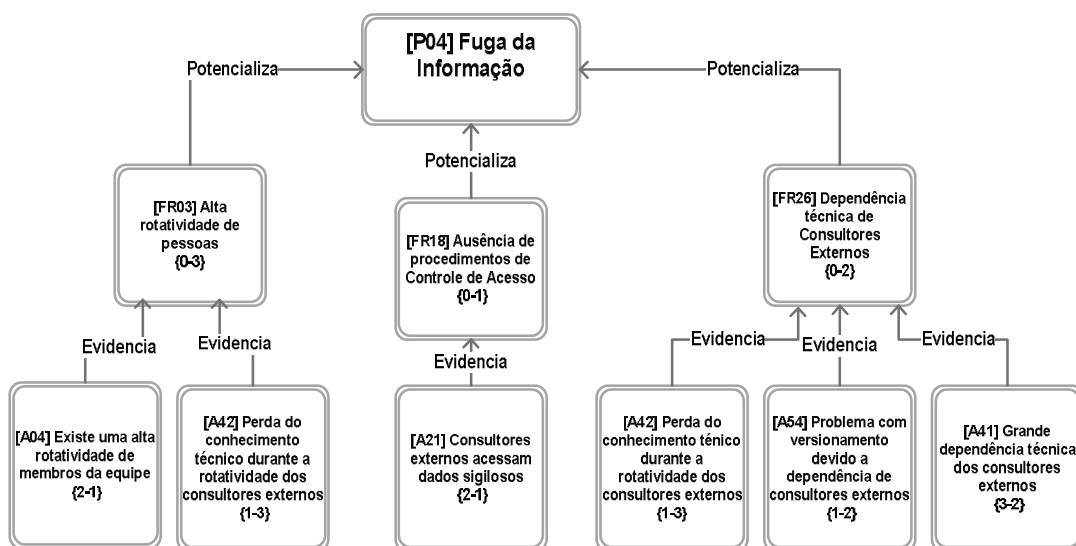 [P04] Fuga da
Informação
Potencializa
Potencializa
Potencializa
[FR03] Alta
rotatividade de
pessoas
{0-3}
[FR18] Ausência de
procedimentos de
Controle de Acesso
{0-1}
[FR26] Dependência
técnica de
Consultores
Externos
{0-2}
Evidencia
Evidencia
Evidencia
Evidencia
Evidencia
Evidencia
[A04] Existe uma alta
rotatividade de
membros da equipe
{2-1}
[A42] Perda do
conhecimento
técnico durante a
rotatividade dos
consultores externos
{1-3}
[A21] Consultores
externos acessam
dados sigilosos
{2-1}
[A42] Perda do
conhecimento ténico
durante a
rotatividade dos
consultores externos
{1-3}
[A54] Problema com
versionamento
devido a
dependência de
consultores externos
{1-2}
[A41] Grande
dependência técnica
dos consultores
externos
{3-2}